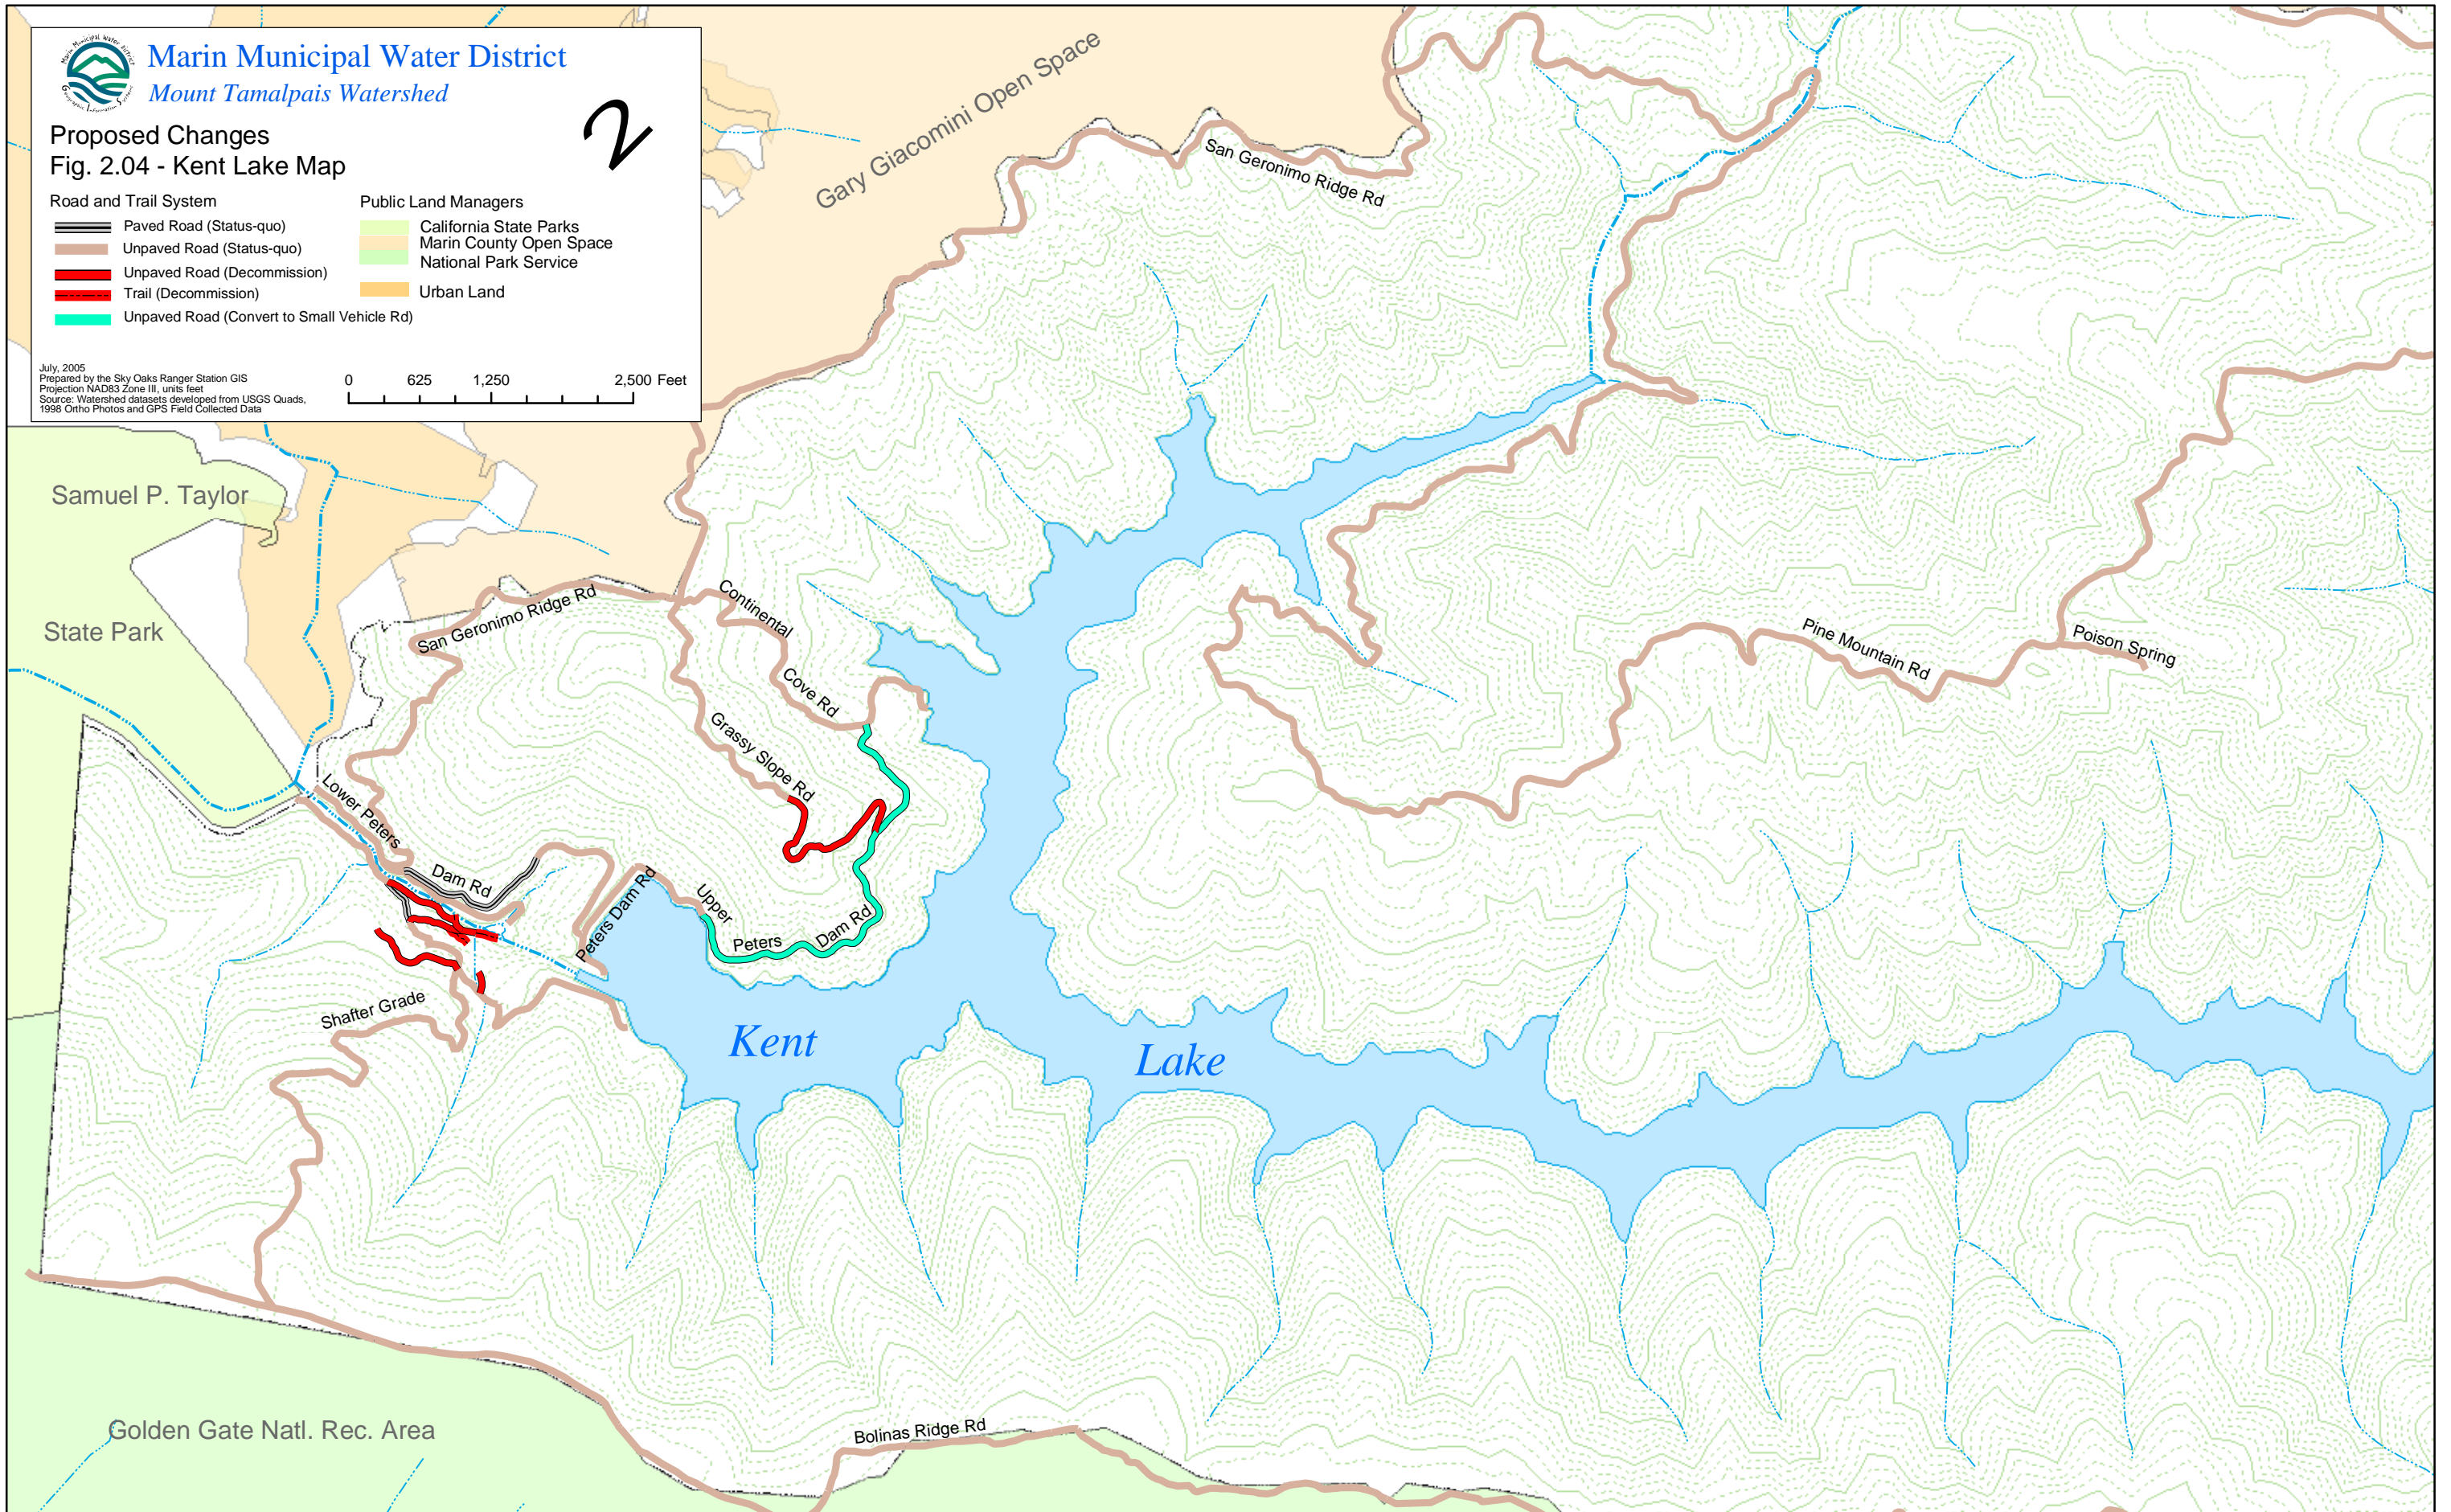 Marin Municipal Water District
Geographic Information Systems
Marin Municipal Water District
Mount Tamalpais Watershed
2
Proposed Changes
Fig. 2.04 - Kent Lake Map
Road and Trail System
Paved Road (Status-quo)
Unpaved Road (Status-quo)
Unpaved Road (Decommission)
Trail (Decommission)
Unpaved Road (Convert to Small Vehicle Rd)
Public Land Managers
California State Parks
Marin County Open Space
National Park Service
Urban Land
July, 2005
Prepared by the Sky Oaks Ranger Station GIS
Projection NAD83 Zone III, units feet
Source: Watershed datasets developed from USGS Quads,
1998 Ortho Photos and GPS Field Collected Data
0 625 1,250 2,500 Feet
Gary Giacomini Open Space
San Geronimo Ridge Rd
Samuel P. Taylor
State Park
San Geronimo Ridge Rd
Continental
Cove Rd
Grassy Slope Rd
Pine Mountain Rd
Poison Spring
Lower Peters
Dam Rd
Peters Dam Rd
Upper
Peters
Dam Rd
Shafter Grade
Kent
Lake
Golden Gate Natl. Rec. Area
Bolinas Ridge Rd